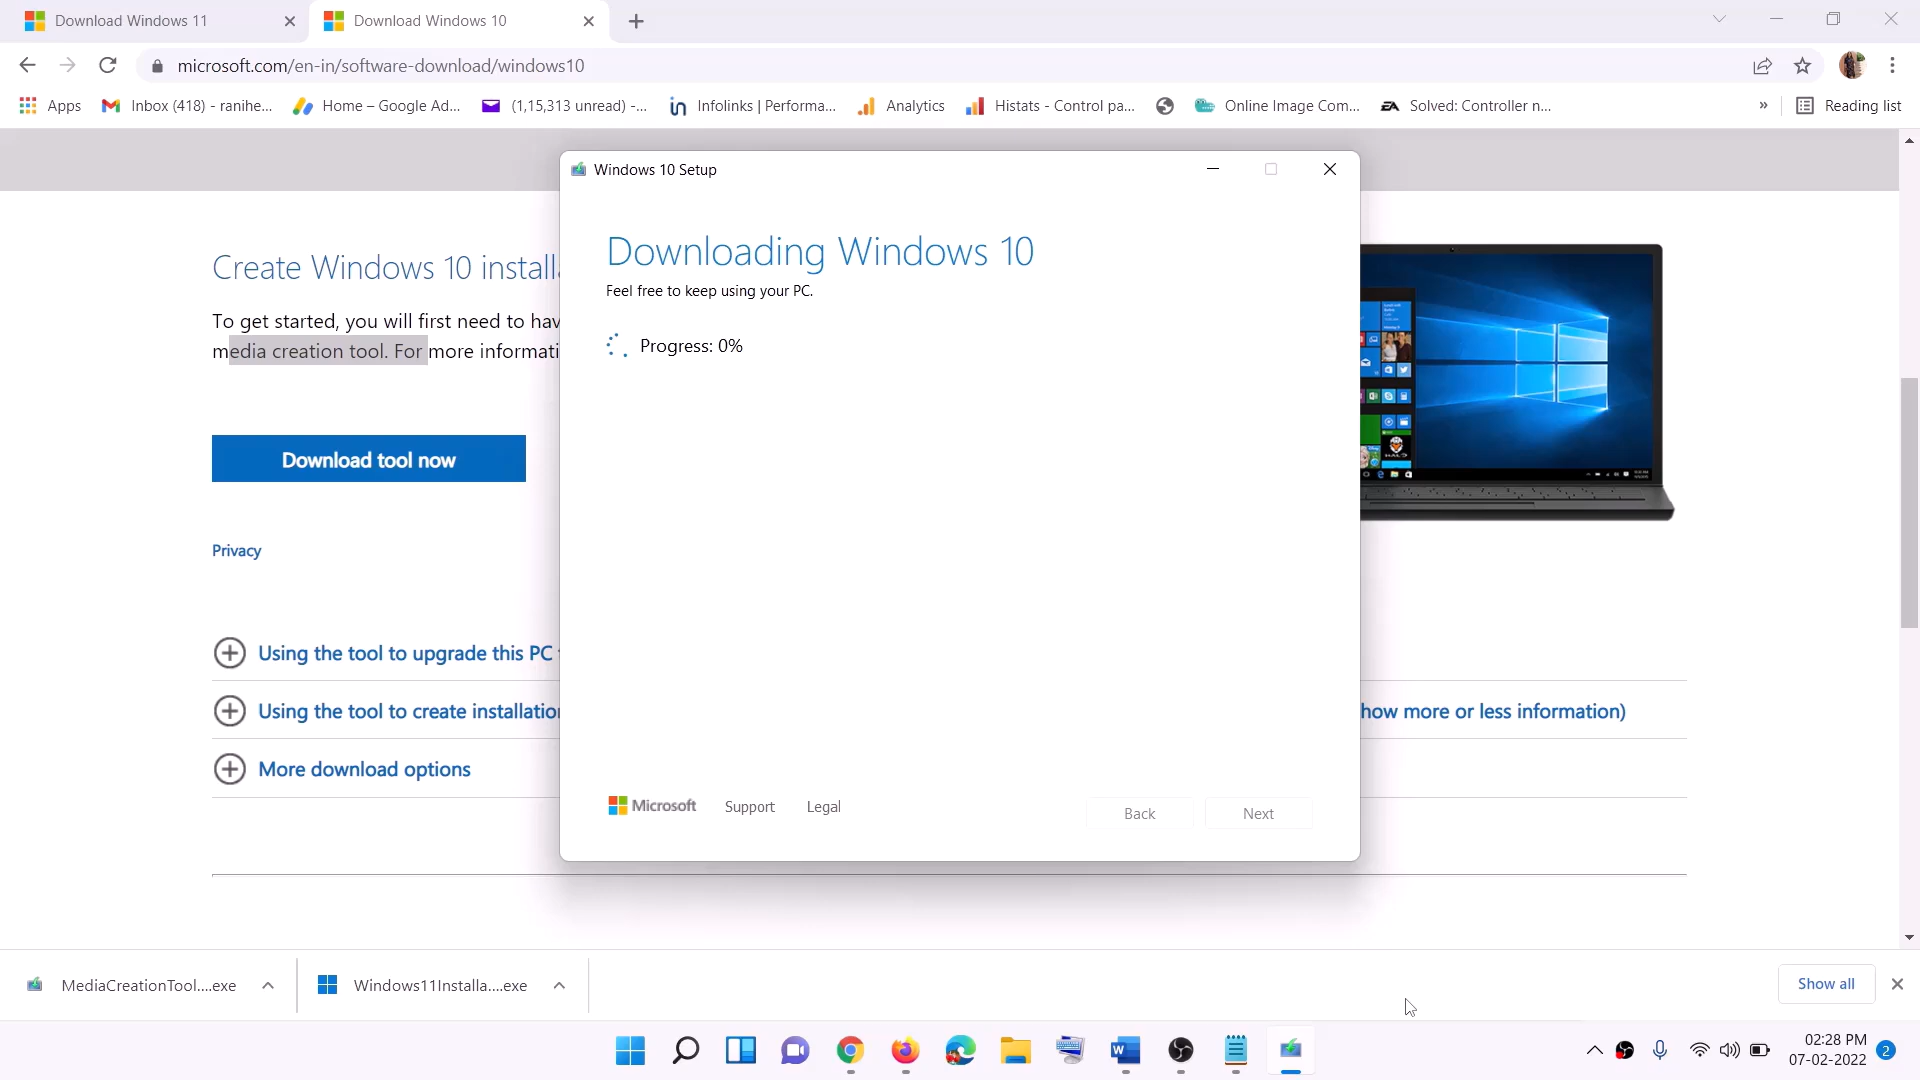 Download Windows 11
Download Windows 10
microsoft.com/en-in/software-download/windows10
Apps
Inbox (418) - ranihe...
Home – Google Ad...
(1,15,313 unread) -...
Infolinks | Performa...
Analytics
Histats - Control pa...
Online Image Com...
Solved: Controller n...
»
Reading list
Windows 10 Setup
Downloading Windows 10
Feel free to keep using your PC.
Progress: 0%
Create Windows 10 installa
To get started, you will first need to hav
media creation tool. For more informati
Download tool now
Privacy
Using the tool to upgrade this PC
Using the tool to create installation
how more or less information)
More download options
Microsoft
Support
Legal
Back
Next
MediaCreationTool....exe
Windows11Installa....exe
Show all
02:28 PM
07-02-2022
2